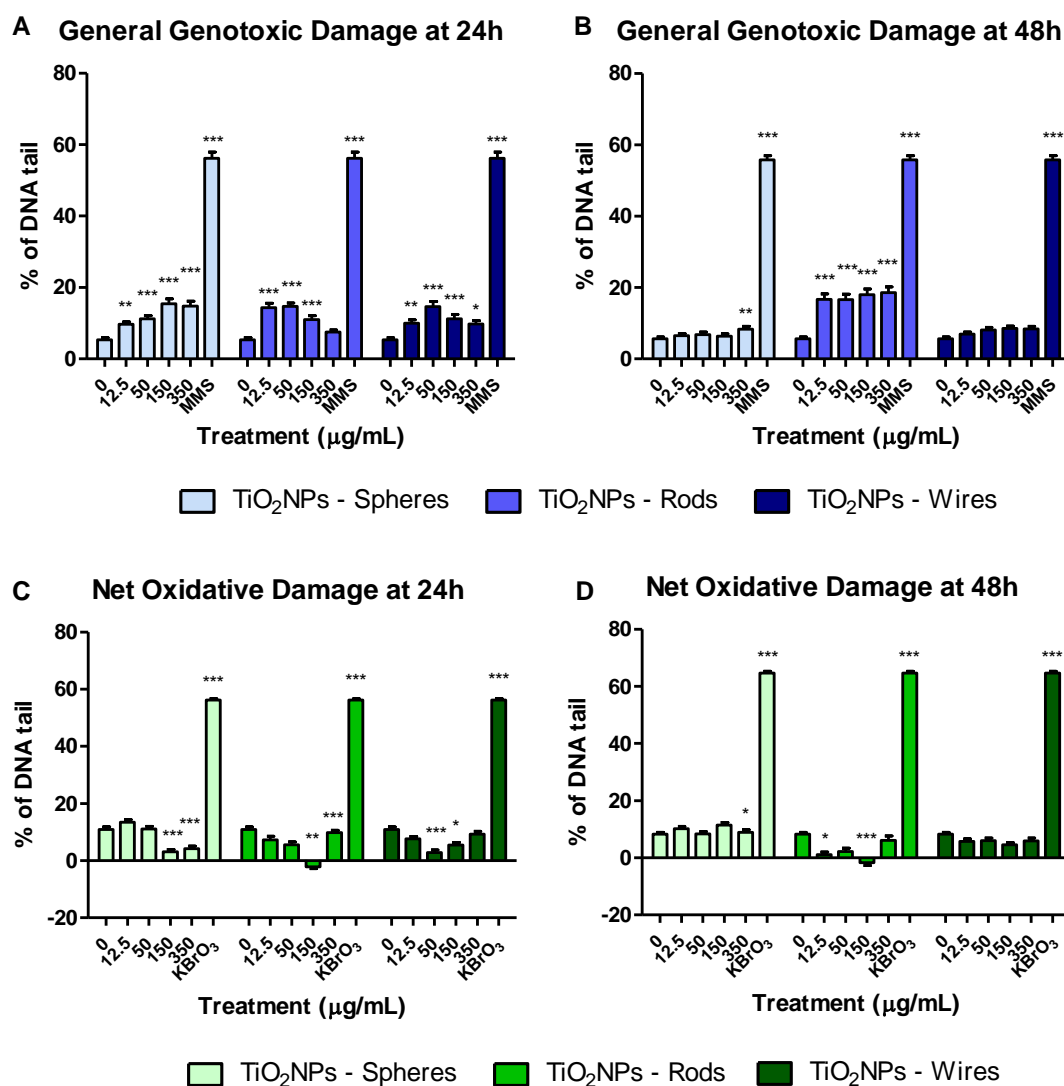 A General Genotoxic Damage at 24h
% of DNA tail
80
60
40
20
0
** *** *** *** ***
*** *** *** ***
** *** *** * ***
0 12.5 50 150 350 MMS 0 12.5 50 150 350 MMS 0 12.5 50 150 350 MMS
Treatment (μg/mL)
B General Genotoxic Damage at 48h
% of DNA tail
80
60
40
20
0
** ***
*** *** *** *** ***
***
0 12.5 50 150 350 MMS 0 12.5 50 150 350 MMS 0 12.5 50 150 350 MMS
Treatment (μg/mL)
TiO₂NPs - Spheres TiO₂NPs - Rods TiO₂NPs - Wires
C Net Oxidative Damage at 24h
% of DNA tail
80
60
40
20
0
-20
*** *** ***
** *** ***
*** * ***
0 12.5 50 150 350 KBrO₃ 0 12.5 50 150 350 KBrO₃ 0 12.5 50 150 350 KBrO₃
Treatment (μg/mL)
D Net Oxidative Damage at 48h
% of DNA tail
80
60
40
20
0
-20
* ***
* *** ***
***
0 12.5 50 150 350 KBrO₃ 0 12.5 50 150 350 KBrO₃ 0 12.5 50 150 350 KBrO₃
Treatment (μg/mL)
TiO₂NPs - Spheres TiO₂NPs - Rods TiO₂NPs - Wires